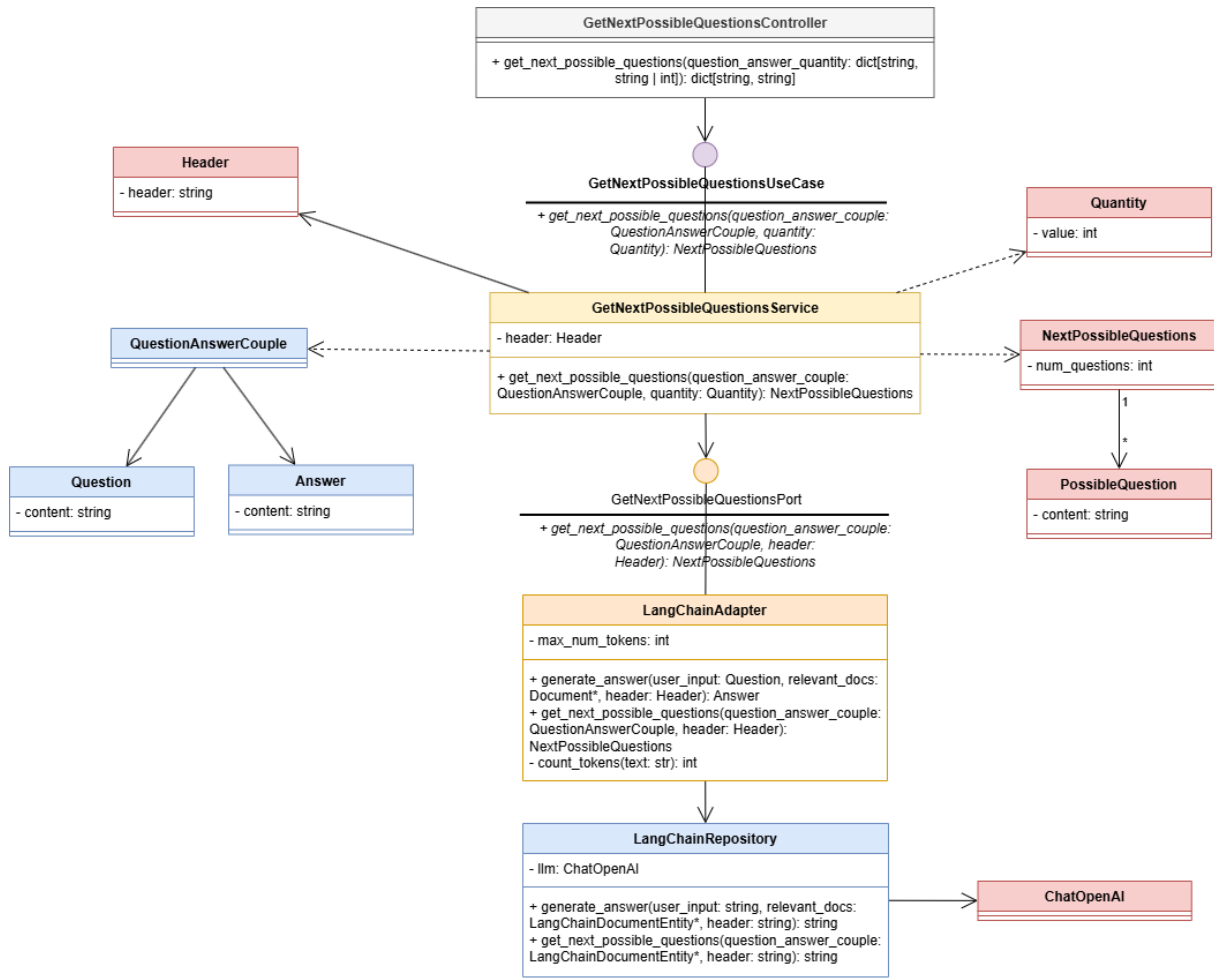 GetNextPossibleQuestionsController
+ get_next_possible_questions(question_answer_quantity: dict[string,
string | int]): dict[string, string]
Header
- header: string
GetNextPossibleQuestionsUseCase
+ get_next_possible_questions(question_answer_couple:
QuestionAnswerCouple, quantity:
Quantity): NextPossibleQuestions
Quantity
- value: int
GetNextPossibleQuestionsService
- header: Header
+ get_next_possible_questions(question_answer_couple:
QuestionAnswerCouple, quantity: Quantity): NextPossibleQuestions
QuestionAnswerCouple
NextPossibleQuestions
- num_questions: int
1
*
Question
- content: string
Answer
- content: string
PossibleQuestion
- content: string
GetNextPossibleQuestionsPort
+ get_next_possible_questions(question_answer_couple:
QuestionAnswerCouple, header:
Header): NextPossibleQuestions
LangChainAdapter
- max_num_tokens: int
+ generate_answer(user_input: Question, relevant_docs:
Document*, header: Header): Answer
+ get_next_possible_questions(question_answer_couple:
QuestionAnswerCouple, header: Header):
NextPossibleQuestions
- count_tokens(text: str): int
LangChainRepository
- llm: ChatOpenAI
+ generate_answer(user_input: string, relevant_docs:
LangChainDocumentEntity*, header: string): string
+ get_next_possible_questions(question_answer_couple:
LangChainDocumentEntity*, header: string): string
ChatOpenAI